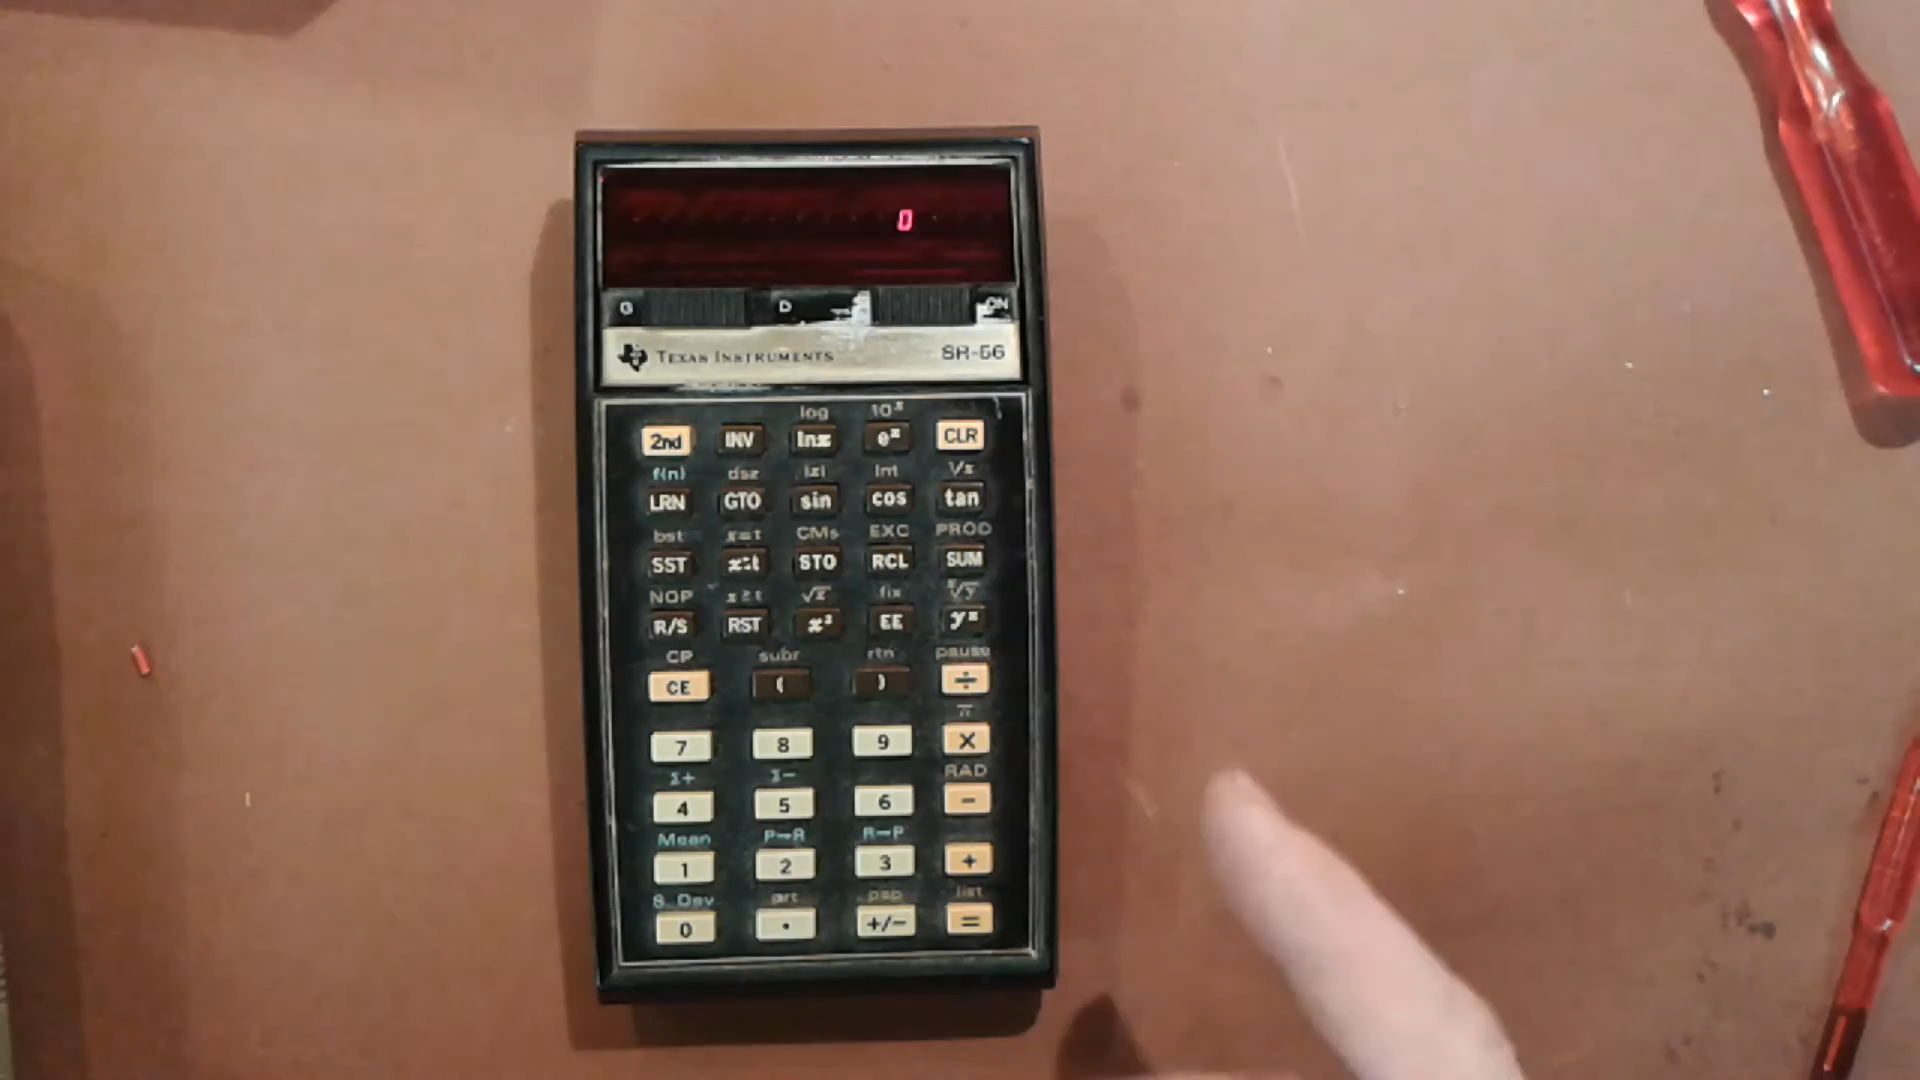 0
G D ON
TEXAS INSTRUMENTS SR-56
log 10ˣ
2nd INV lnx eˣ CLR
f(n) dsz |x| Int 1/x
LRN GTO sin cos tan
bst x=t CMs EXC PROD
SST x⇄t STO RCL SUM
NOP x≥t √x fix ˣ√y
R/S RST x² EE yˣ
CP subr rtn pause
CE ( ) ÷
π
7 8 9 ×
Σ+ Σ− RAD
4 5 6 −
Mean P→R R→P
1 2 3 +
S. Dev prt pap list
0 . +/− =